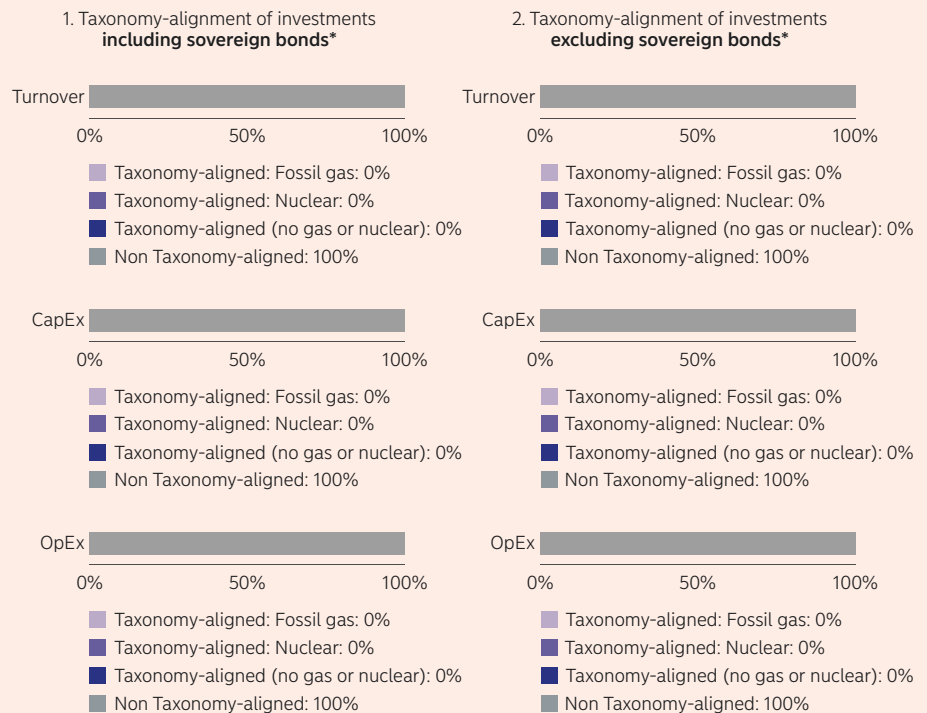 1. Taxonomy-alignment of investments
including sovereign bonds*
Turnover
0% 50% 100%
Taxonomy-aligned: Fossil gas: 0%
Taxonomy-aligned: Nuclear: 0%
Taxonomy-aligned (no gas or nuclear): 0%
Non Taxonomy-aligned: 100%
CapEx
0% 50% 100%
Taxonomy-aligned: Fossil gas: 0%
Taxonomy-aligned: Nuclear: 0%
Taxonomy-aligned (no gas or nuclear): 0%
Non Taxonomy-aligned: 100%
OpEx
0% 50% 100%
Taxonomy-aligned: Fossil gas: 0%
Taxonomy-aligned: Nuclear: 0%
Taxonomy-aligned (no gas or nuclear): 0%
Non Taxonomy-aligned: 100%
2. Taxonomy-alignment of investments
excluding sovereign bonds*
Turnover
0% 50% 100%
Taxonomy-aligned: Fossil gas: 0%
Taxonomy-aligned: Nuclear: 0%
Taxonomy-aligned (no gas or nuclear): 0%
Non Taxonomy-aligned: 100%
CapEx
0% 50% 100%
Taxonomy-aligned: Fossil gas: 0%
Taxonomy-aligned: Nuclear: 0%
Taxonomy-aligned (no gas or nuclear): 0%
Non Taxonomy-aligned: 100%
OpEx
0% 50% 100%
Taxonomy-aligned: Fossil gas: 0%
Taxonomy-aligned: Nuclear: 0%
Taxonomy-aligned (no gas or nuclear): 0%
Non Taxonomy-aligned: 100%